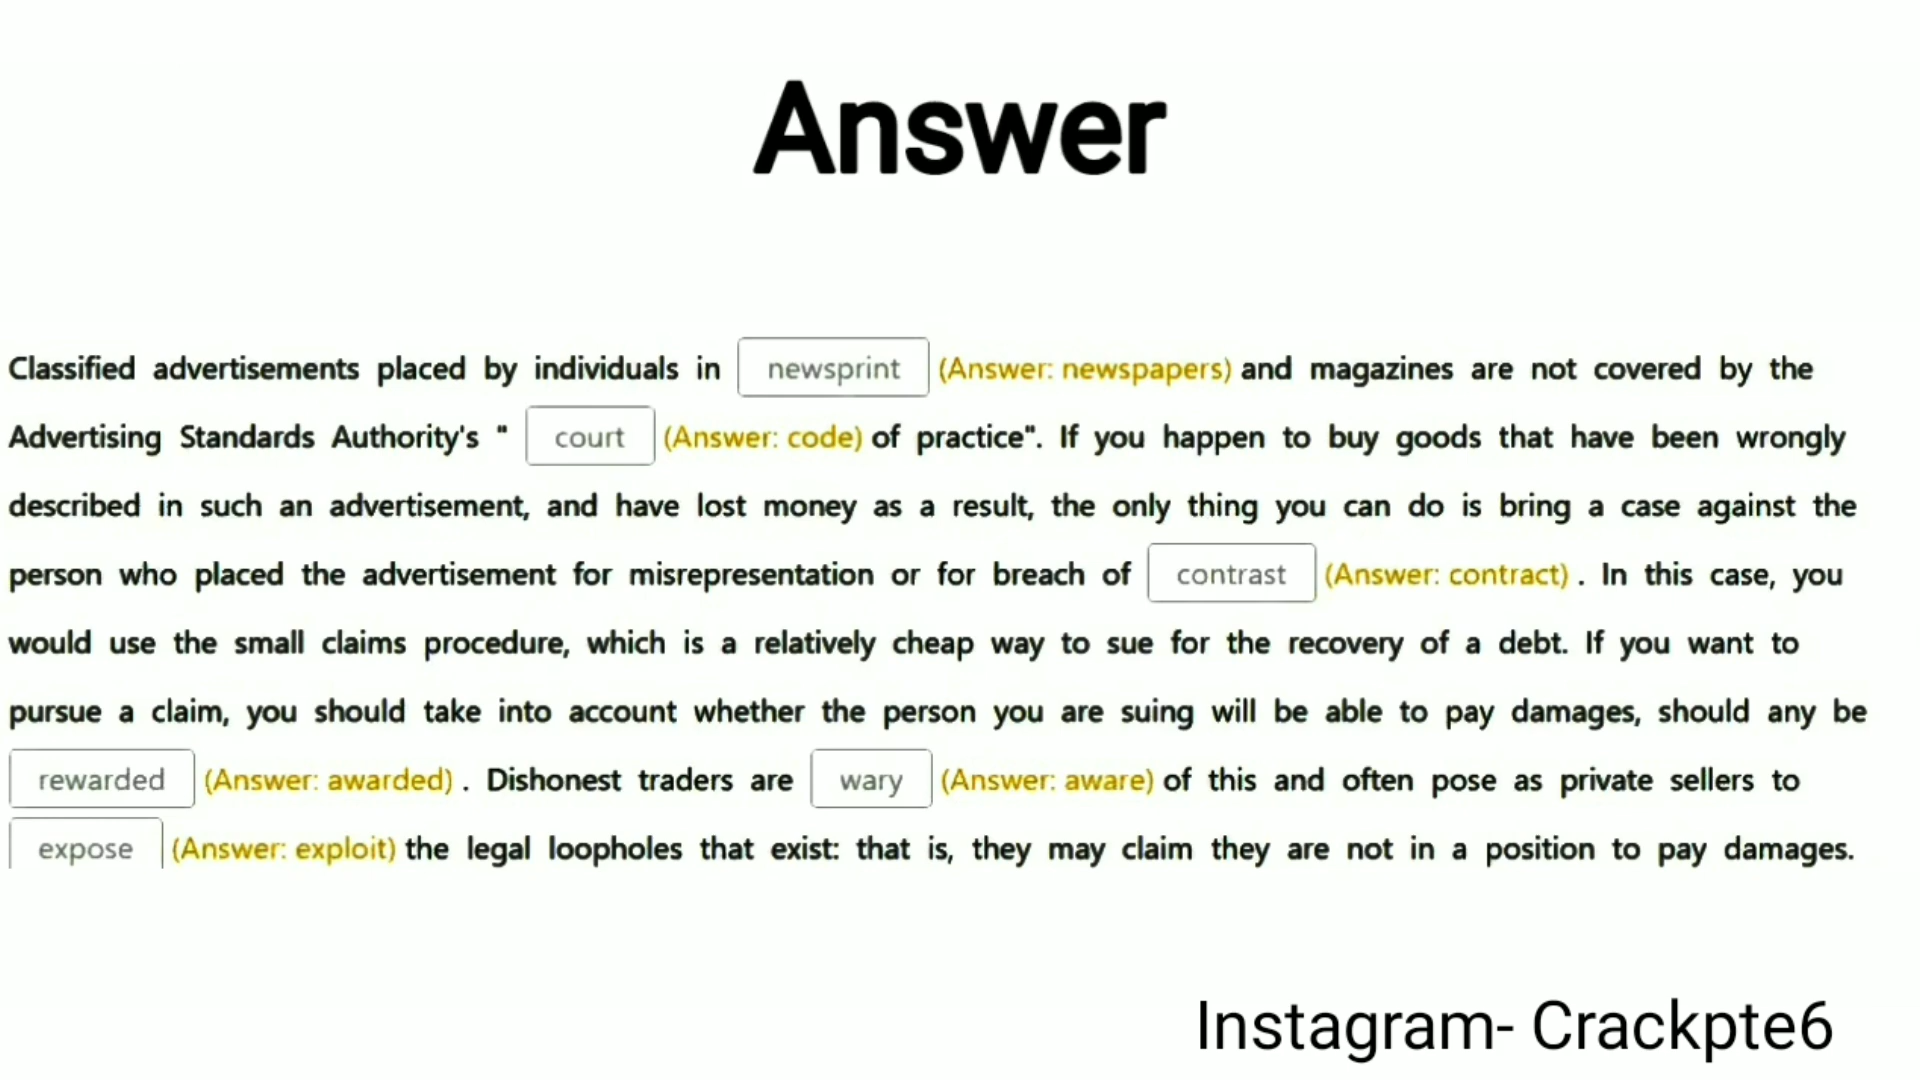 Answer
Classified advertisements placed by individuals in newsprint (Answer: newspapers) and magazines are not covered by the
Advertising Standards Authority's " court (Answer: code) of practice". If you happen to buy goods that have been wrongly
described in such an advertisement, and have lost money as a result, the only thing you can do is bring a case against the
person who placed the advertisement for misrepresentation or for breach of contrast (Answer: contract) . In this case, you
would use the small claims procedure, which is a relatively cheap way to sue for the recovery of a debt. If you want to
pursue a claim, you should take into account whether the person you are suing will be able to pay damages, should any be
rewarded (Answer: awarded) . Dishonest traders are wary (Answer: aware) of this and often pose as private sellers to
expose (Answer: exploit) the legal loopholes that exist: that is, they may claim they are not in a position to pay damages.
Instagram- Crackpte6